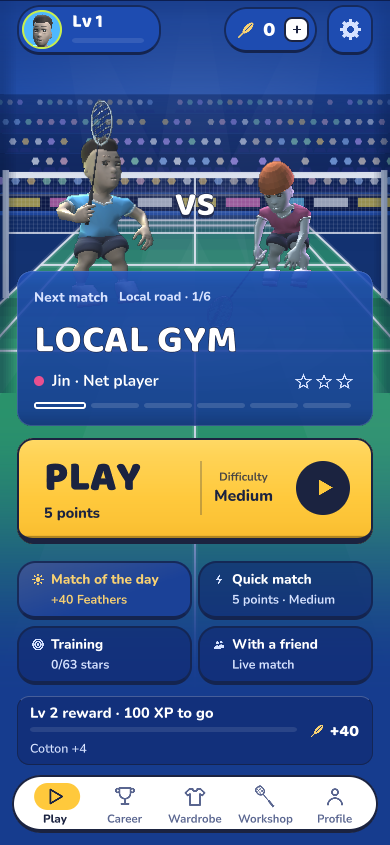 Lv 1
0
+
VS
Next match Local road · 1/6
LOCAL GYM
Jin · Net player
PLAY
5 points
Difficulty
Medium
Match of the day
+40 Feathers
Quick match
5 points · Medium
Training
0/63 stars
With a friend
Live match
Lv 2 reward · 100 XP to go
+40
Cotton +4
Play
Career
Wardrobe
Workshop
Profile